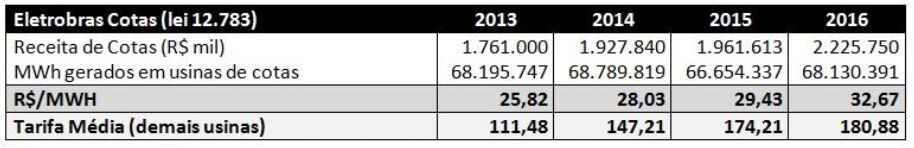 Eletrobras Cotas (lei 12.783) 2013 2014 2015 2016
Receita de Cotas (R$ mil) 1.761.000 1.927.840 1.961.613 2.225.750
MWh gerados em usinas de cotas 68.195.747 68.789.819 66.654.337 68.130.391
R$/MWH 25,82 28,03 29,43 32,67
Tarifa Média (demais usinas) 111,48 147,21 174,21 180,88